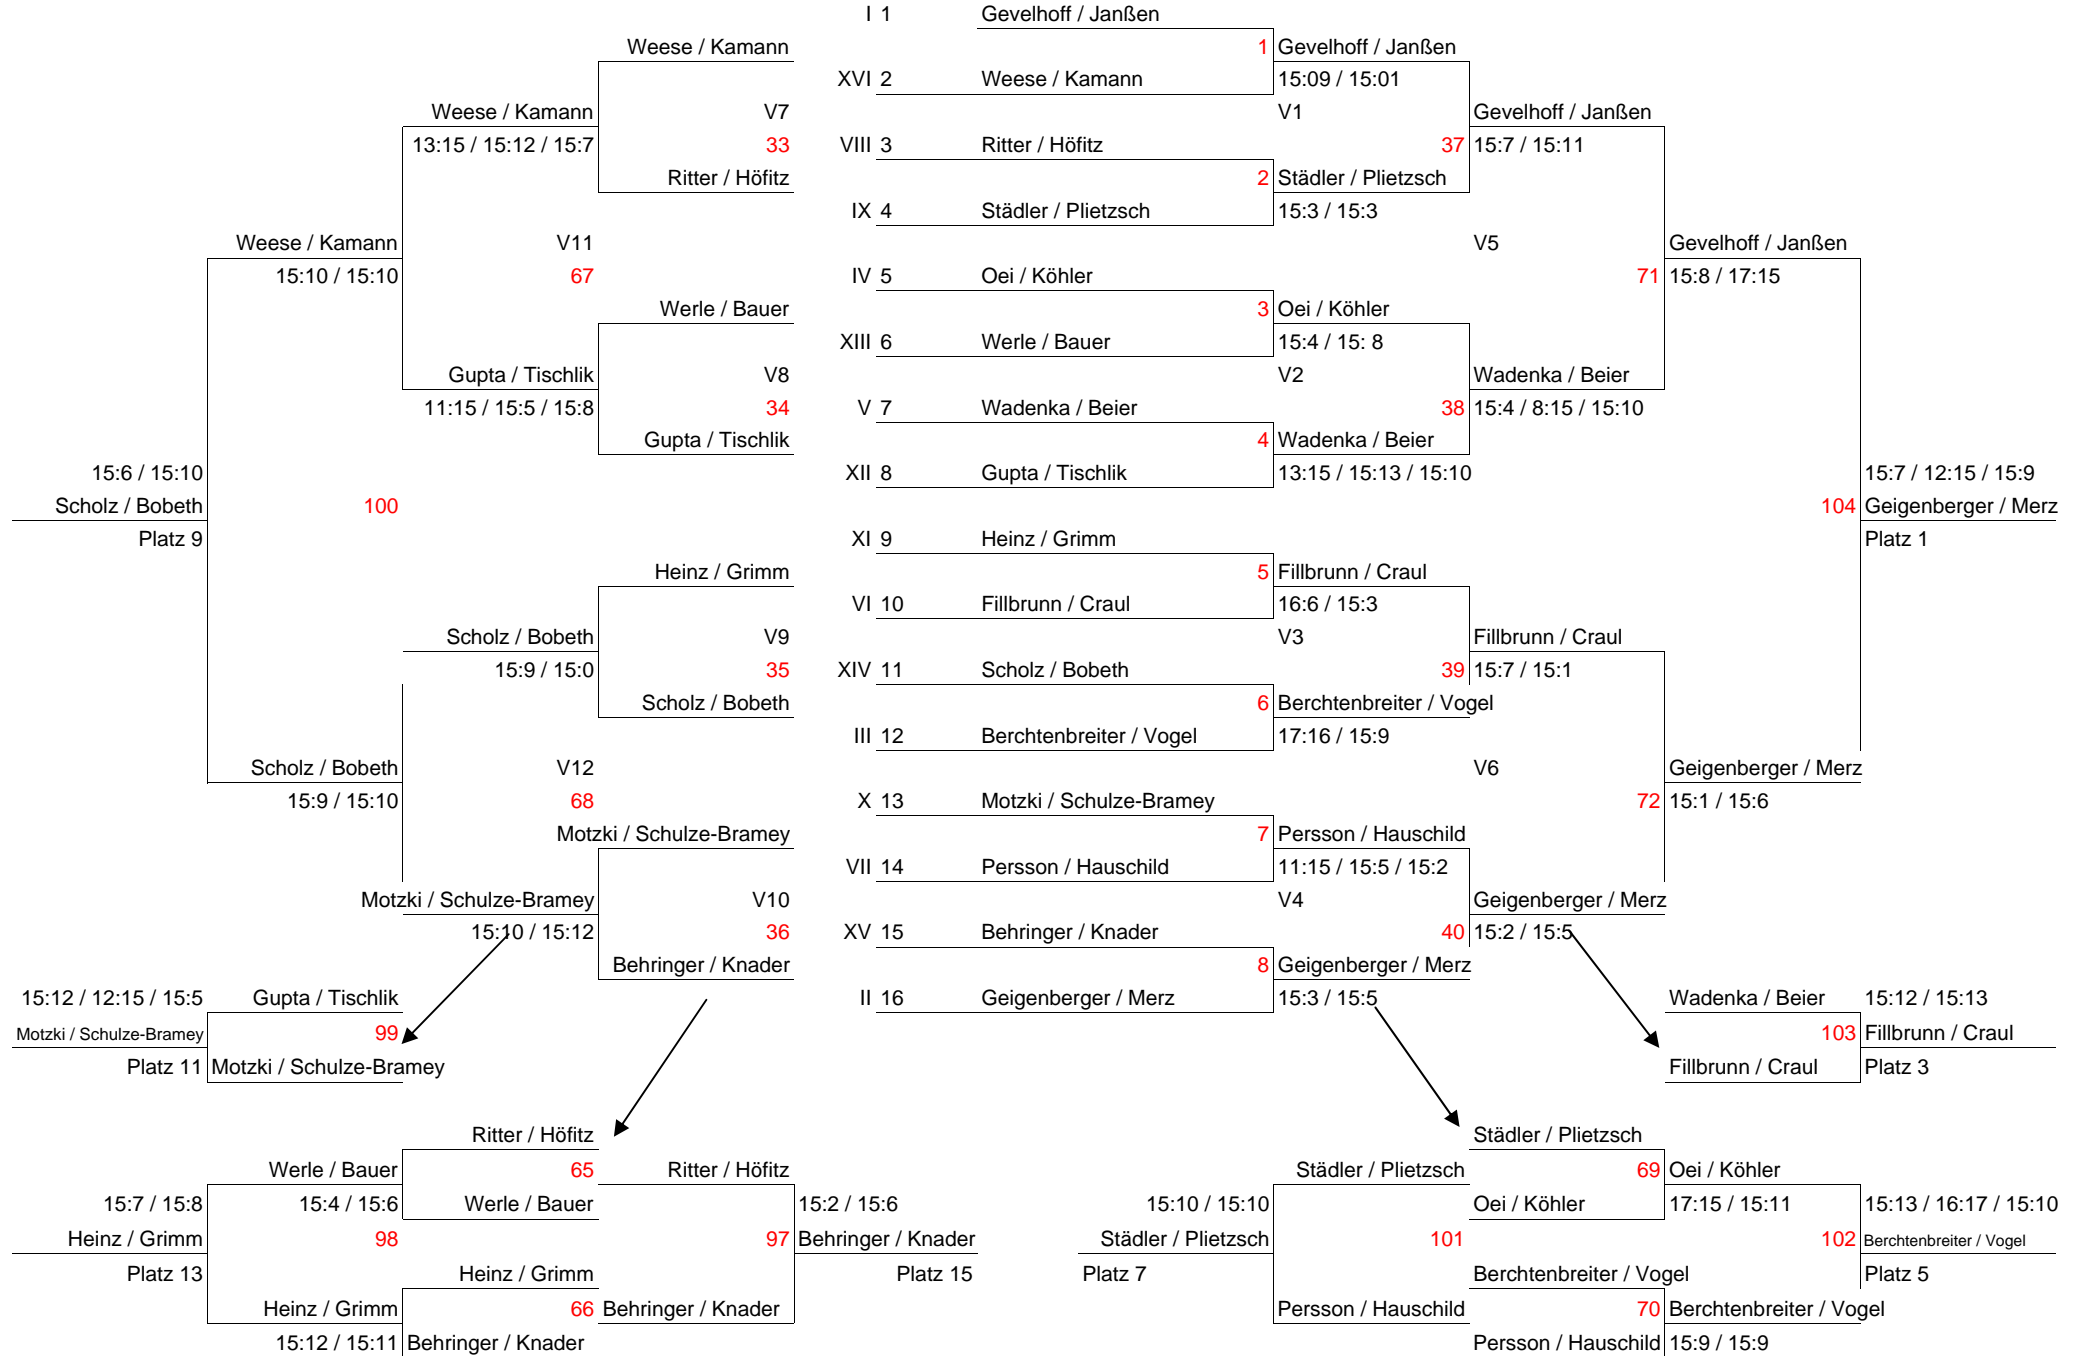 I 1 Gevelhoff / Janßen
Weese / Kamann 1 Gevelhoff / Janßen
XVI 2 Weese / Kamann 15:09 / 15:01
Weese / Kamann V7 V1 Gevelhoff / Janßen
13:15 / 15:12 / 15:7 33 VIII 3 Ritter / Höfitz 37 15:7 / 15:11
Ritter / Höfitz 2 Städler / Plietzsch
IX 4 Städler / Plietzsch 15:3 / 15:3
Weese / Kamann V11 V5 Gevelhoff / Janßen
15:10 / 15:10 67 IV 5 Oei / Köhler 71 15:8 / 17:15
Werle / Bauer 3 Oei / Köhler
XIII 6 Werle / Bauer 15:4 / 15: 8
Gupta / Tischlik V8 V2 Wadenka / Beier
11:15 / 15:5 / 15:8 34 V 7 Wadenka / Beier 38 15:4 / 8:15 / 15:10
Gupta / Tischlik 4 Wadenka / Beier
15:6 / 15:10 XII 8 Gupta / Tischlik 13:15 / 15:13 / 15:10 15:7 / 12:15 / 15:9
Scholz / Bobeth 100 104 Geigenberger / Merz
Platz 9 XI 9 Heinz / Grimm Platz 1
Heinz / Grimm 5 Fillbrunn / Craul
VI 10 Fillbrunn / Craul 16:6 / 15:3
Scholz / Bobeth V9 V3 Fillbrunn / Craul
15:9 / 15:0 35 XIV 11 Scholz / Bobeth 39 15:7 / 15:1
Scholz / Bobeth 6 Berchtenbreiter / Vogel
III 12 Berchtenbreiter / Vogel 17:16 / 15:9
Scholz / Bobeth V12 V6 Geigenberger / Merz
15:9 / 15:10 68 X 13 Motzki / Schulze-Bramey 72 15:1 / 15:6
Motzki / Schulze-Bramey 7 Persson / Hauschild
VII 14 Persson / Hauschild 11:15 / 15:5 / 15:2
Motzki / Schulze-Bramey V10 V4 Geigenberger / Merz
15:10 / 15:12 36 XV 15 Behringer / Knader 40 15:2 / 15:5
Behringer / Knader 8 Geigenberger / Merz
15:12 / 12:15 / 15:5 Gupta / Tischlik II 16 Geigenberger / Merz 15:3 / 15:5 Wadenka / Beier 15:12 / 15:13
Motzki / Schulze-Bramey 99 103 Fillbrunn / Craul
Platz 11 Motzki / Schulze-Bramey Fillbrunn / Craul Platz 3
Ritter / Höfitz Städler / Plietzsch
Werle / Bauer 65 Ritter / Höfitz Städler / Plietzsch 69 Oei / Köhler
15:7 / 15:8 15:4 / 15:6 Werle / Bauer 15:2 / 15:6 15:10 / 15:10 Oei / Köhler 17:15 / 15:11 15:13 / 16:17 / 15:10
Heinz / Grimm 98 97 Behringer / Knader Städler / Plietzsch 101 102 Berchtenbreiter / Vogel
Platz 13 Heinz / Grimm Platz 15 Platz 7 Berchtenbreiter / Vogel Platz 5
Heinz / Grimm 66 Behringer / Knader Persson / Hauschild 70 Berchtenbreiter / Vogel
15:12 / 15:11 Behringer / Knader Persson / Hauschild 15:9 / 15:9